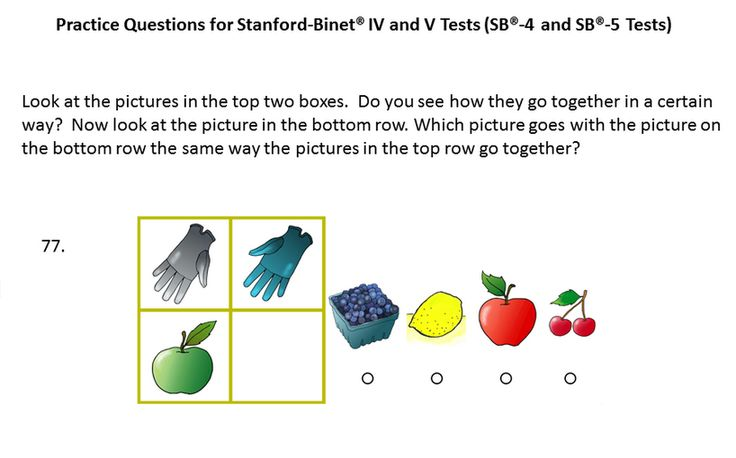 Practice Questions for Stanford-Binet® IV and V Tests (SB®-4 and SB®-5 Tests)
Look at the pictures in the top two boxes.  Do you see how they go together in a certain
way?  Now look at the picture in the bottom row. Which picture goes with the picture on
the bottom row the same way the pictures in the top row go together?
77.